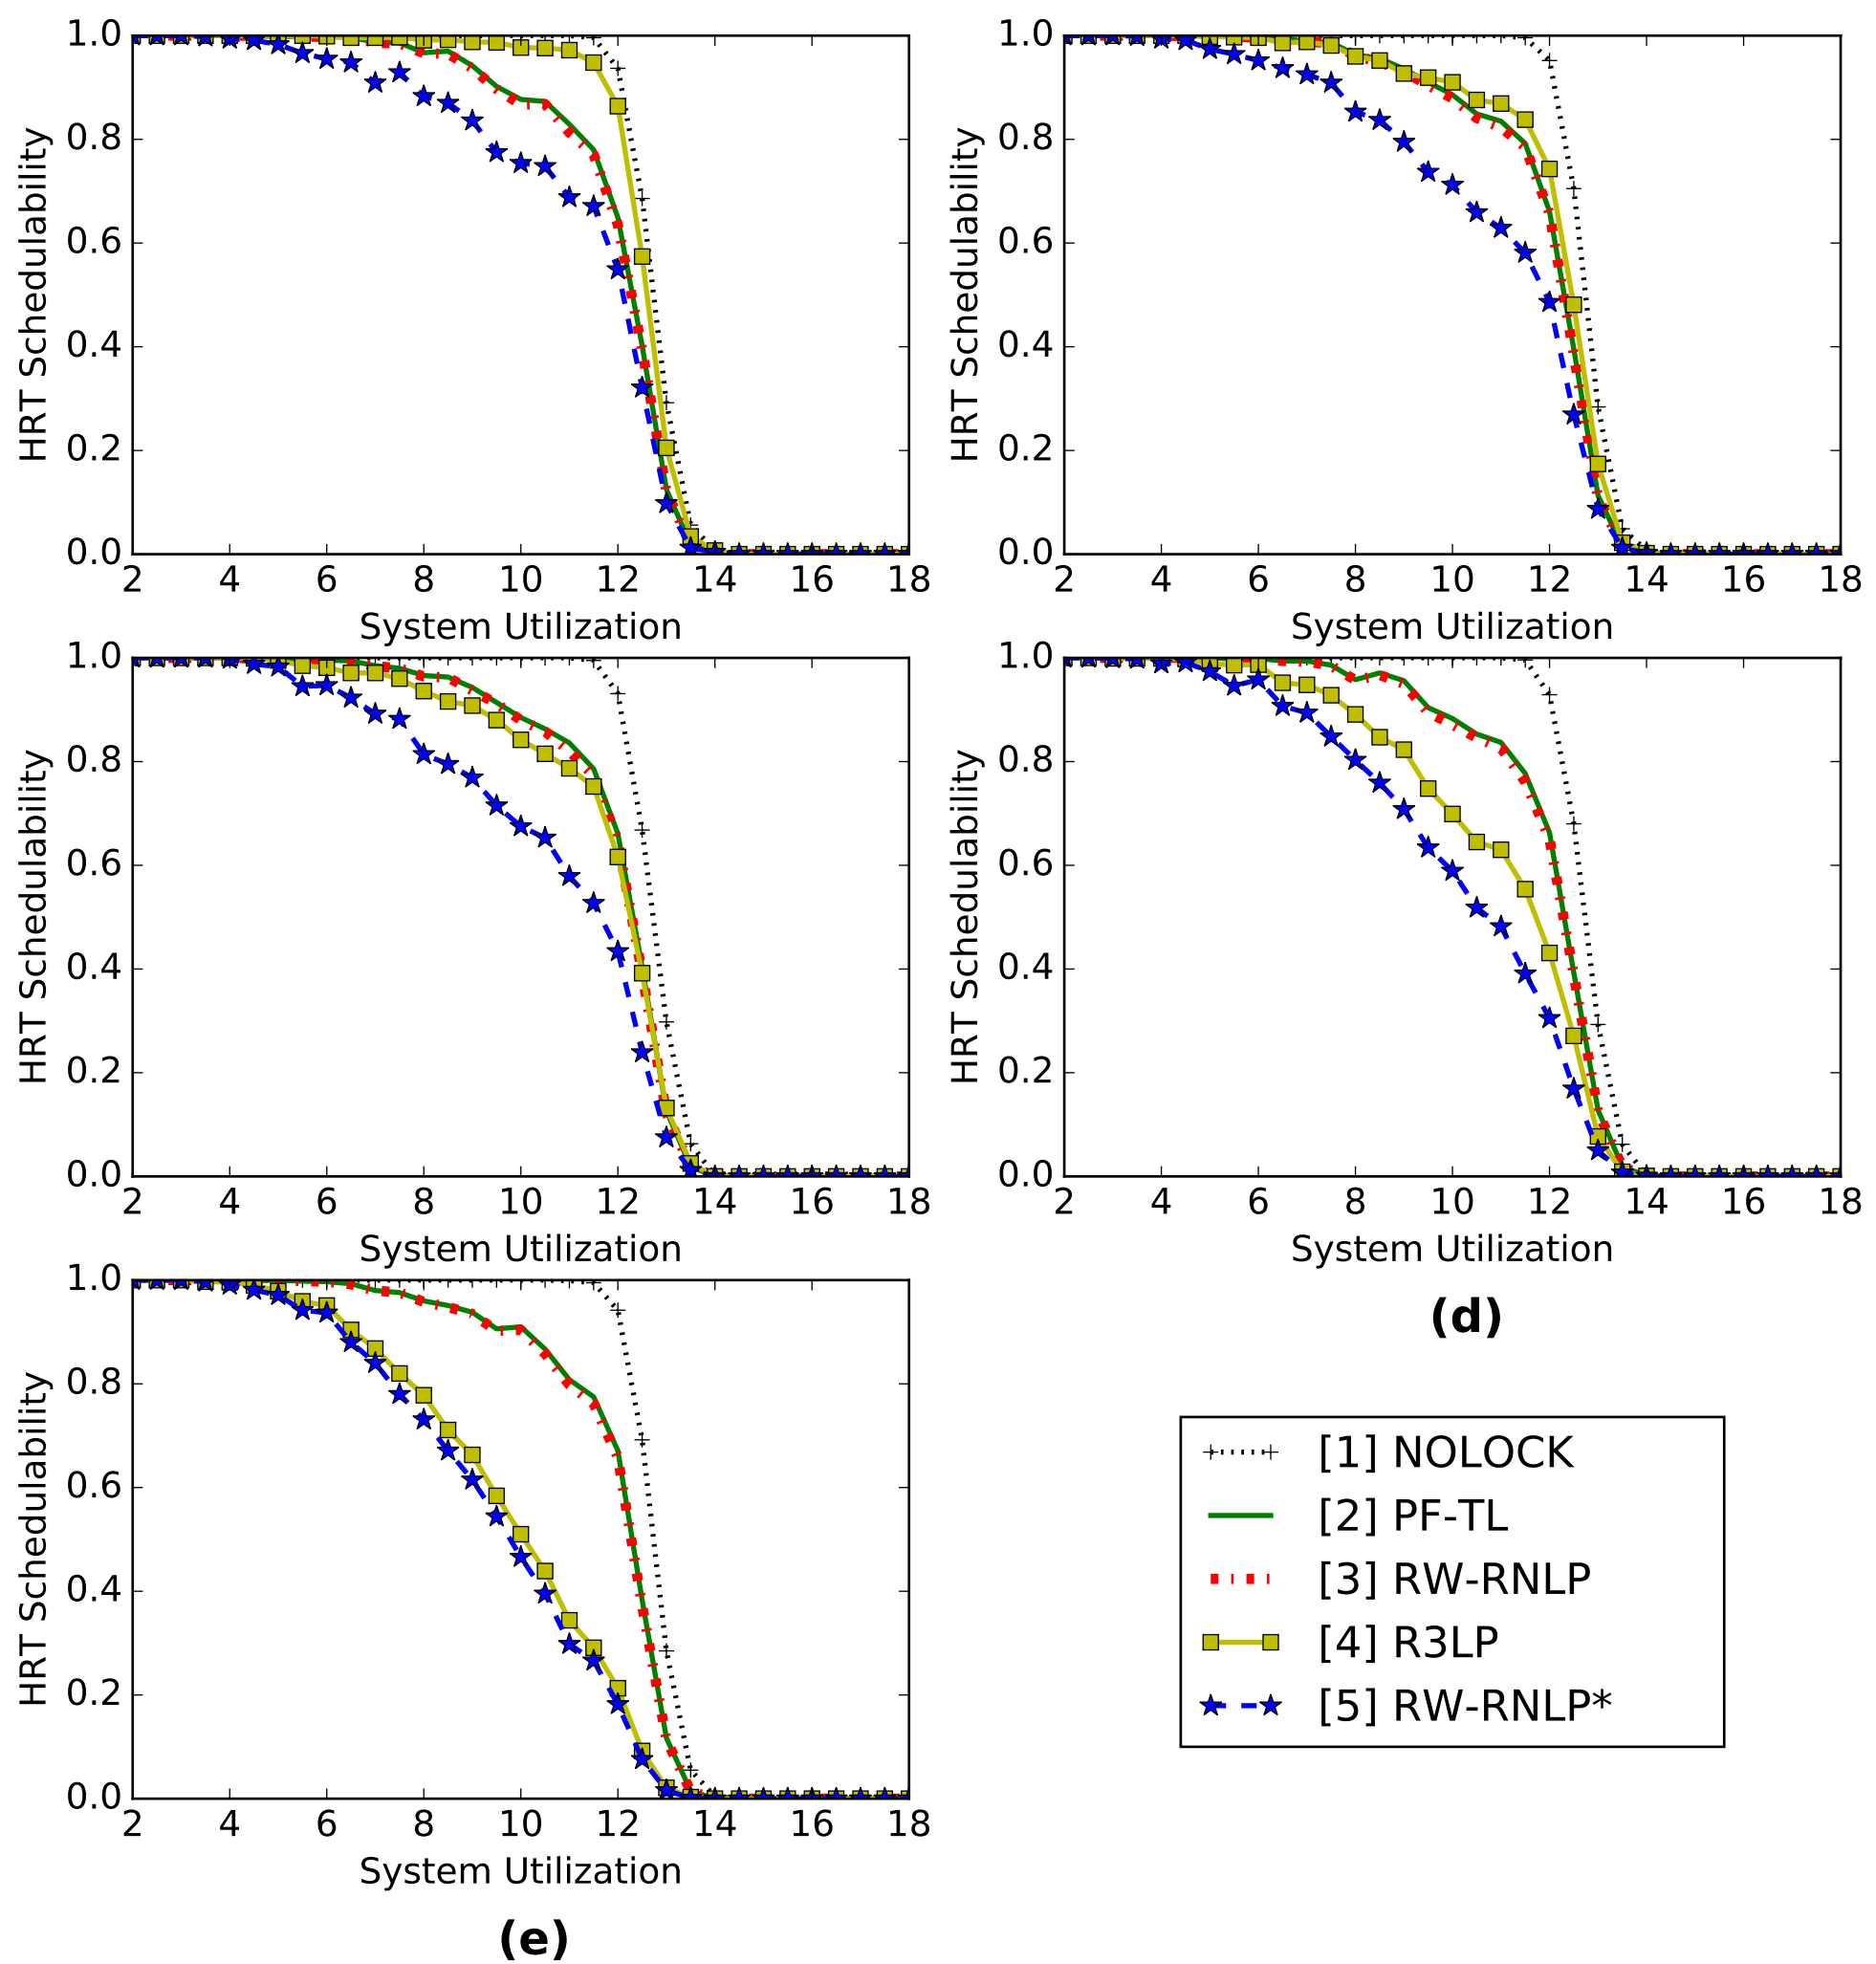 1.0
0.8
0.6
0.4
0.2
0.0
HRT Schedulability
2 4 6 8 10 12 14 16 18
System Utilization
1.0
0.8
0.6
0.4
0.2
0.0
HRT Schedulability
2 4 6 8 10 12 14 16 18
System Utilization
1.0
0.8
0.6
0.4
0.2
0.0
HRT Schedulability
2 4 6 8 10 12 14 16 18
System Utilization
1.0
0.8
0.6
0.4
0.2
0.0
HRT Schedulability
2 4 6 8 10 12 14 16 18
System Utilization
(d)
1.0
0.8
0.6
0.4
0.2
0.0
HRT Schedulability
2 4 6 8 10 12 14 16 18
System Utilization
(e)
[1] NOLOCK
[2] PF-TL
[3] RW-RNLP
[4] R3LP
[5] RW-RNLP*